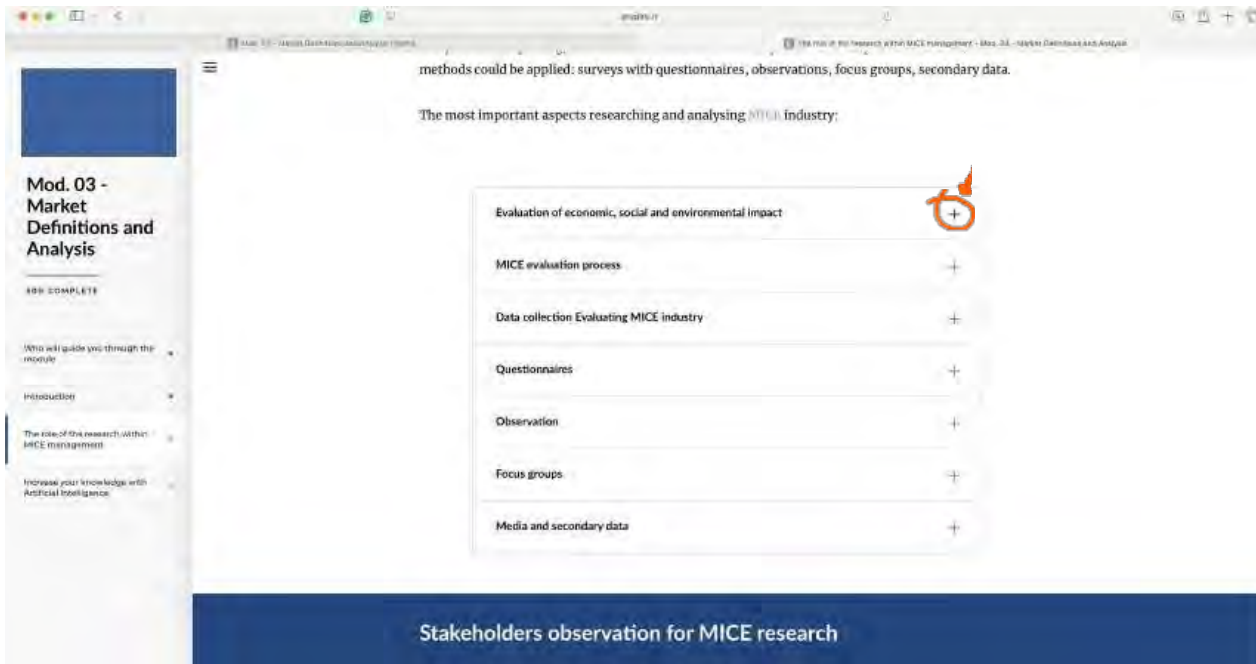 methods could be applied: surveys with questionnaires, observations, focus groups, secondary data.
The most important aspects researching and analysing MICE industry:
Mod. 03 -
Market
Definitions and
Analysis
COMPLETE
Who will guide you through the
module
Introduction
The role of the research within
MICE management
Increase your knowledge with
Artificial Intelligence
Evaluation of economic, social and environmental impact
MICE evaluation process
Data collection Evaluating MICE industry
Questionnaires
Observation
Focus groups
Media and secondary data
Stakeholders observation for MICE research